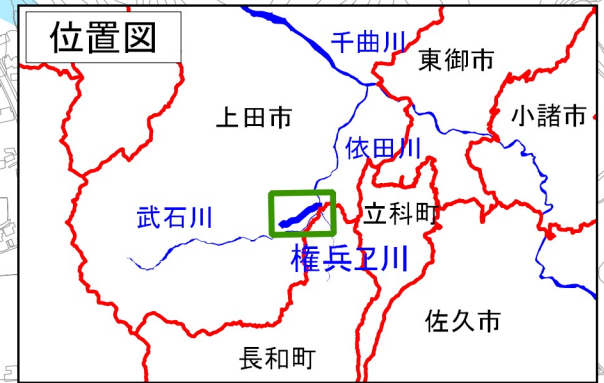 位置図
千曲川
東御市
上田市
小諸市
依田川
武石川
立科町
権兵ヱ川
佐久市
長和町